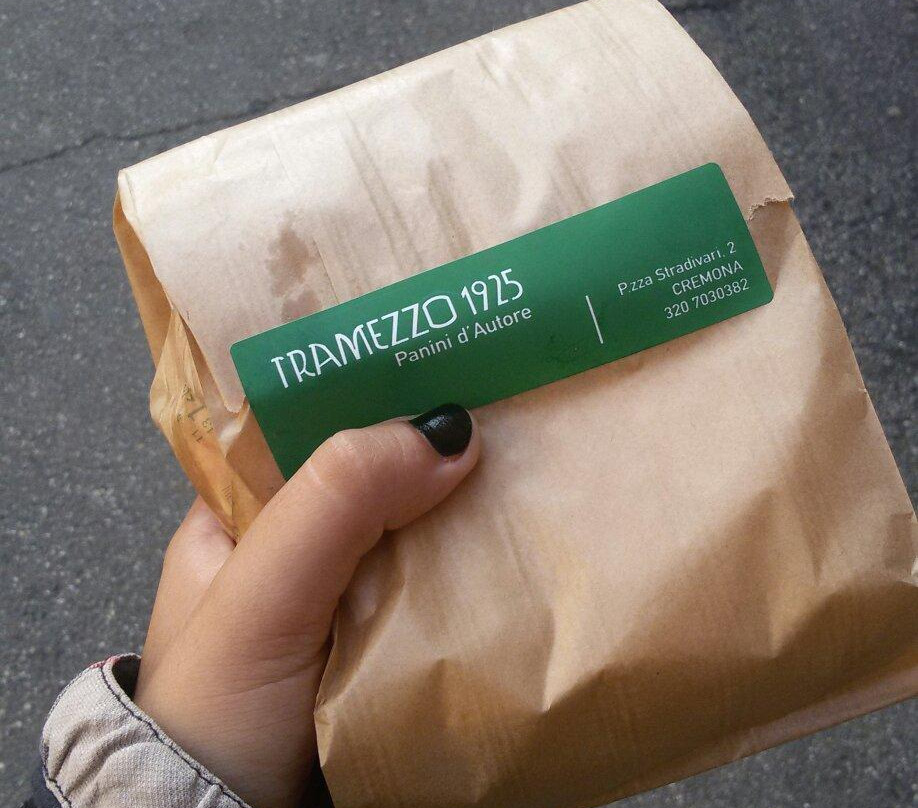 TRAMEZZO 1925
Panini d'Autore
P.zza Stradivari, 2
CREMONA
320 7030382